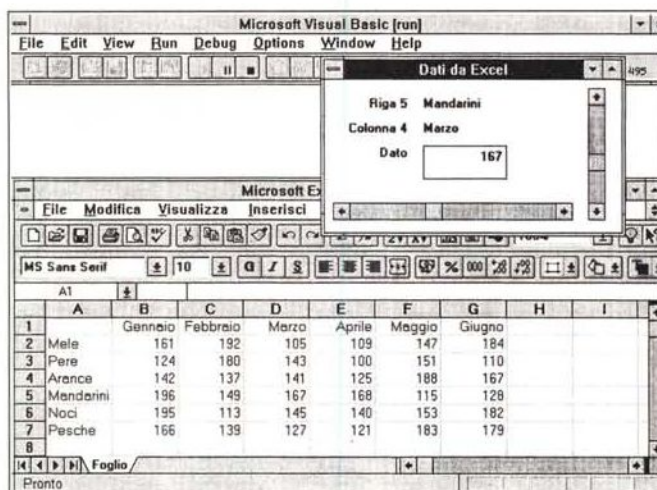 Microsoft Visual Basic [run]
File Edit View Run Debug Options Window Help
495
Dati da Excel
Riga 5 Mandarini
Colonna 4 Marzo
Dato 167
Microsoft Ex
File Modifica Visualizza Inserisci
MS Sans Serif 10 G I S % 000
A1
A B C D E F G H I
1 Gennaio Febbraio Marzo Aprile Maggio Giugno
2 Mele 161 192 105 109 147 184
3 Pere 124 180 143 100 151 110
4 Arance 142 137 141 125 188 167
5 Mandarini 196 149 167 168 115 128
6 Noci 195 113 145 140 153 182
7 Pesche 166 139 127 121 183 179
8
Foglio
Pronto